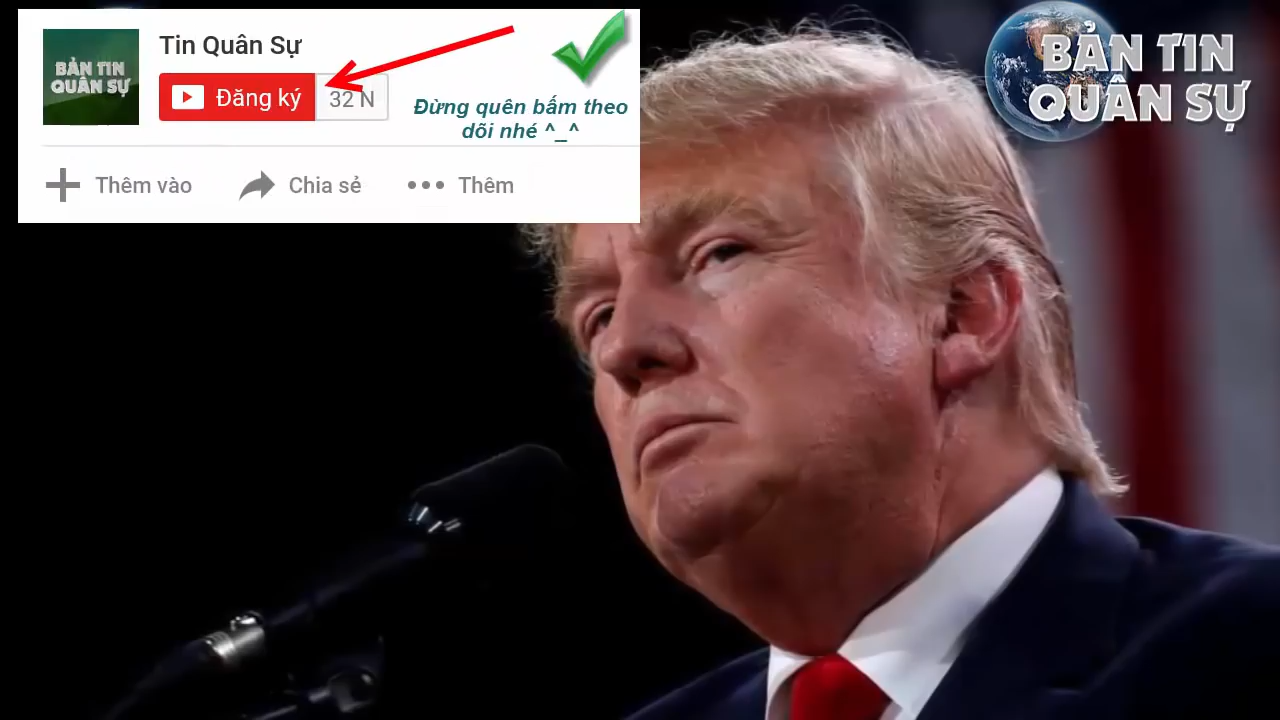 Tin Quân Sự
BẢN TIN
QUÂN SỰ
Đăng ký
32 N
Đừng quên bấm theo
dõi nhé ^_^
Thêm vào
Chia sẻ
Thêm
BẢN TIN
QUÂN SỰ